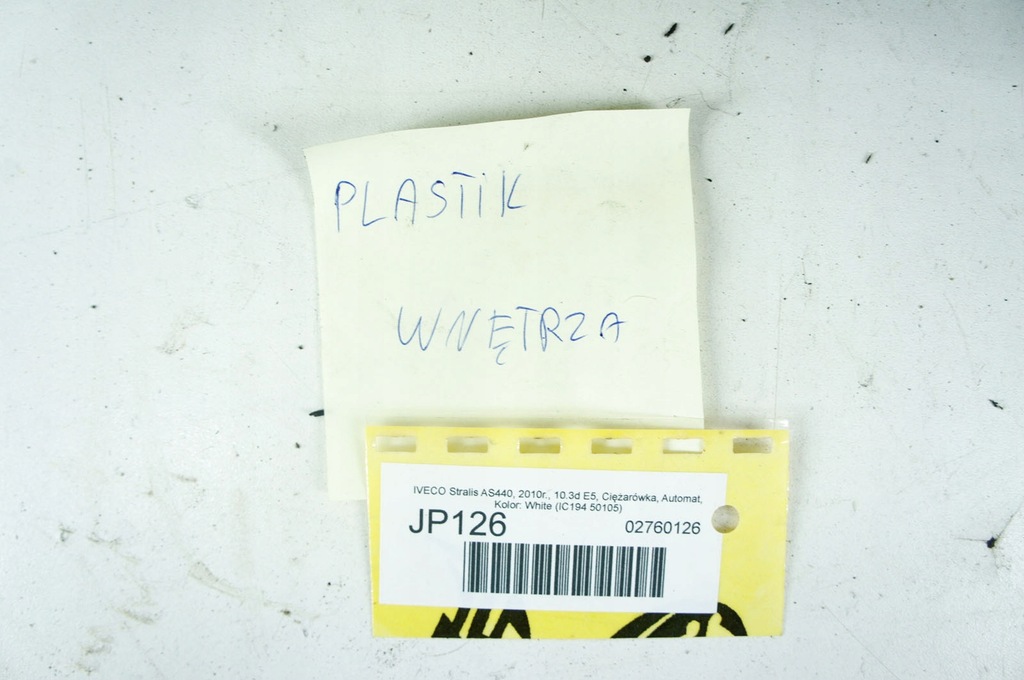 PLASTIK
WNĘTRZA
IVECO Stralis AS440, 2010r., 10.3d E5, Ciężarówka, Automat,
Kolor: White (IC194 50105)
JP126 02760126